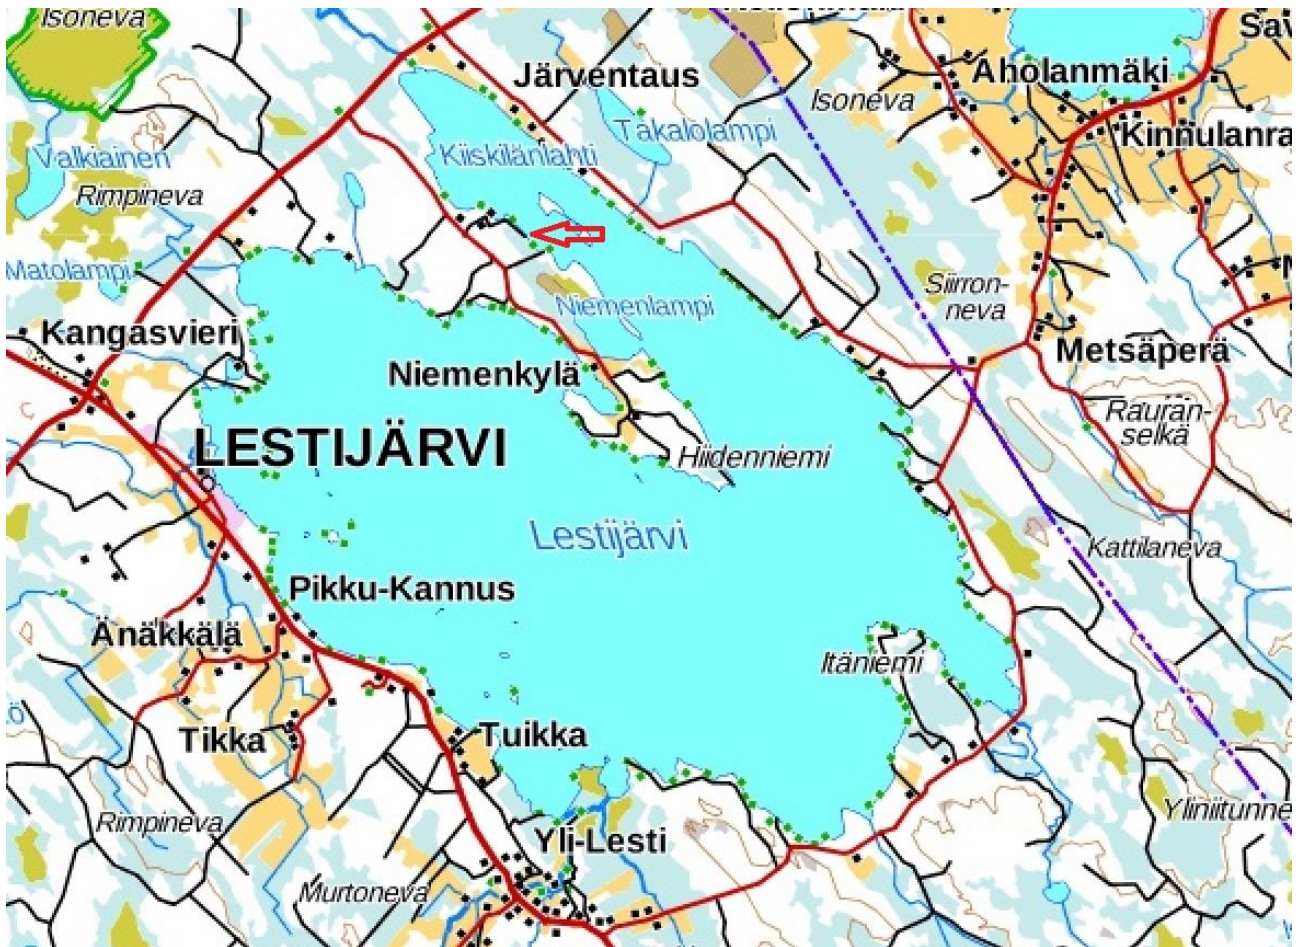 Isoneva
Järventaus
Isoneva
Aholanmäki
Sav
Kinnulanra
Takalolampi
Kiiskilänlahti
Valkiainen
Rimpineva
Matolampi
Siirron-
neva
Niemenlampi
Kangasvieri
Metsäperä
Niemenkylä
Rauran-
selkä
LESTIJÄRVI
Hiidenniemi
Lestijärvi
Kattilaneva
Pikku-Kannus
Änäkkälä
Itäniemi
Tikka
Tuikka
Rimpineva
Yliniitunne
Yli-Lesti
Murtoneva